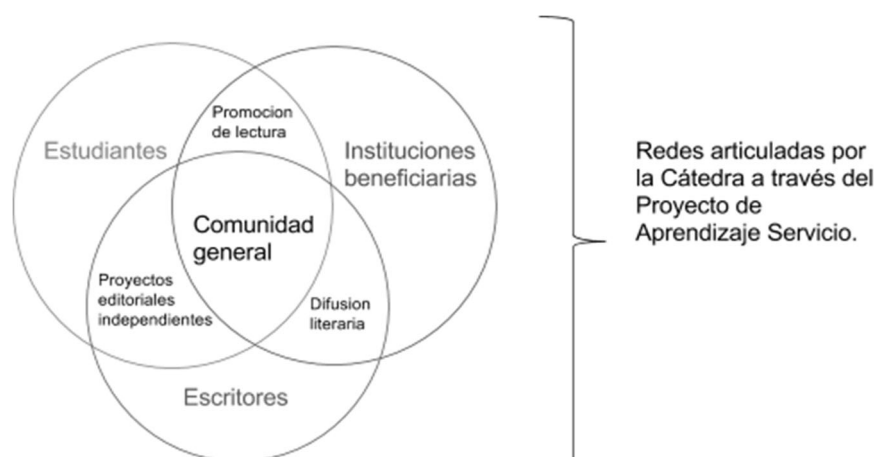 Promocion
de lectura
Estudiantes
Instituciones
beneficiarias
Comunidad
general
Proyectos
editoriales
independientes
Difusion
literaria
Escritores
Redes articuladas por
la Cátedra a través del
Proyecto de
Aprendizaje Servicio.